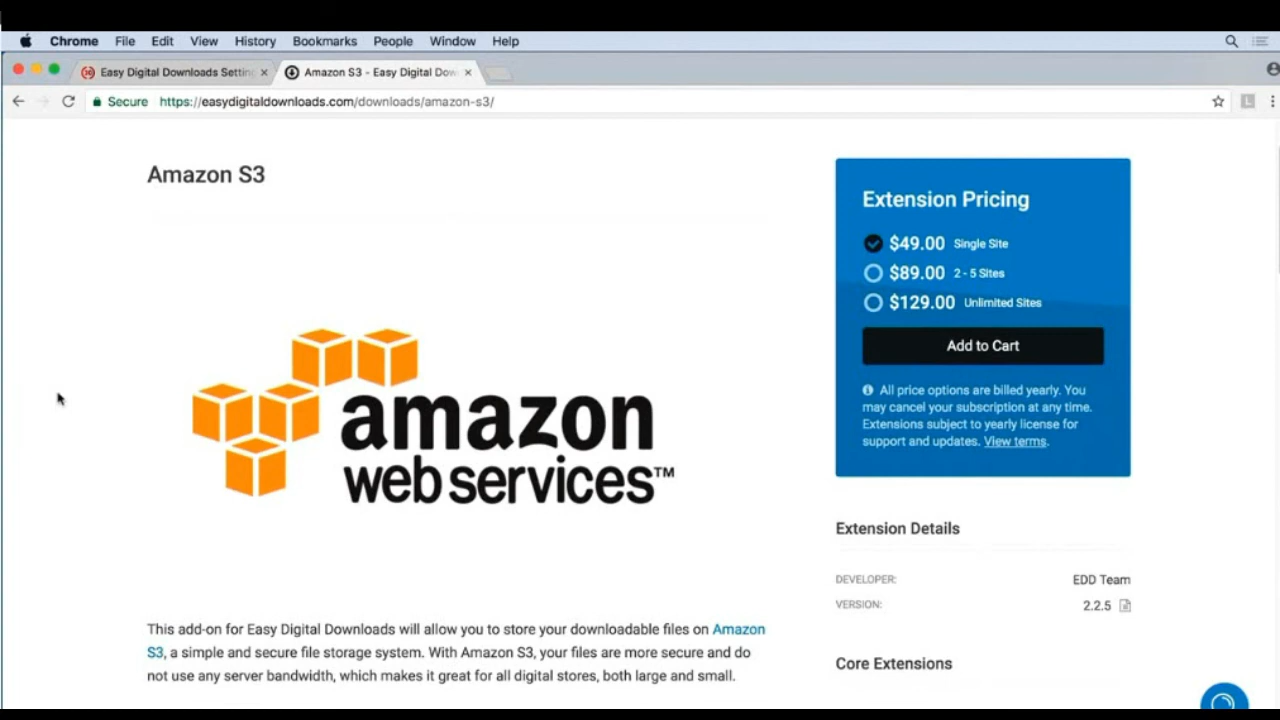 Chrome File Edit View History Bookmarks People Window Help
Easy Digital Downloads Settin
Amazon S3 - Easy Digital Dow
Secure https://easydigitaldownloads.com/downloads/amazon-s3/
L
Amazon S3
amazon
web services™
This add-on for Easy Digital Downloads will allow you to store your downloadable files on Amazon
S3, a simple and secure file storage system. With Amazon S3, your files are more secure and do
not use any server bandwidth, which makes it great for all digital stores, both large and small.
Extension Pricing
$49.00 Single Site
$89.00 2 - 5 Sites
$129.00 Unlimited Sites
Add to Cart
All price options are billed yearly. You
may cancel your subscription at any time.
Extensions subject to yearly license for
support and updates. View terms.
Extension Details
DEVELOPER: EDD Team
VERSION: 2.2.5
Core Extensions